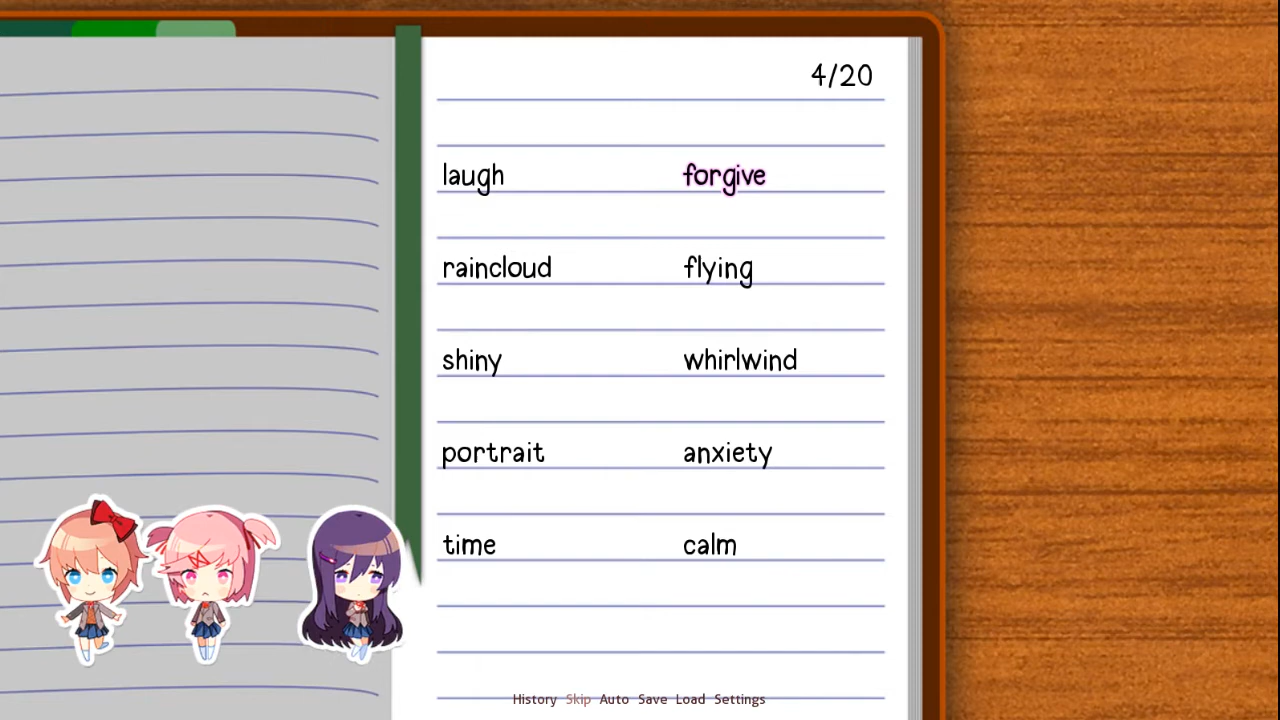 4/20
laugh forgive
raincloud flying
shiny whirlwind
portrait anxiety
time calm
History Skip Auto Save Load Settings